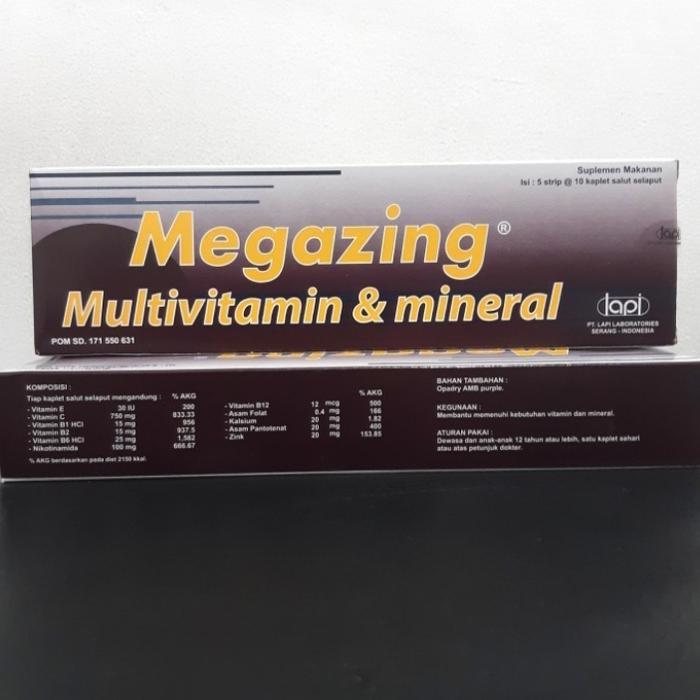 Suplemen Makanan
Isi : 5 strip @ 10 kaplet salut selaput
Megazing®
Multivitamin & mineral
lapi
lapi
PT. LAPI LABORATORIES
SERANG - INDONESIA
POM SD. 171 550 631
KOMPOSISI :
Tiap kaplet salut selaput mengandung : % AKG
- Vitamin E 30 IU 200
- Vitamin C 750 mg 833.33
- Vitamin B1 HCl 15 mg 956
- Vitamin B2 15 mg 937.5
- Vitamin B6 HCl 25 mg 1,582
- Nikotinamida 100 mg 666.67
% AKG berdasarkan pada diet 2150 kkal.
% AKG
- Vitamin B12 12 mcg 500
- Asam Folat 0.4 mg 166
- Kalsium 20 mg 1.82
- Asam Pantotenat 20 mg 400
- Zink 20 mg 153.85
BAHAN TAMBAHAN :
Opadry AMB purple.
KEGUNAAN :
Membantu memenuhi kebutuhan vitamin dan mineral.
ATURAN PAKAI :
Dewasa dan anak-anak 12 tahun atau lebih, satu kaplet sehari
atau atas petunjuk dokter.